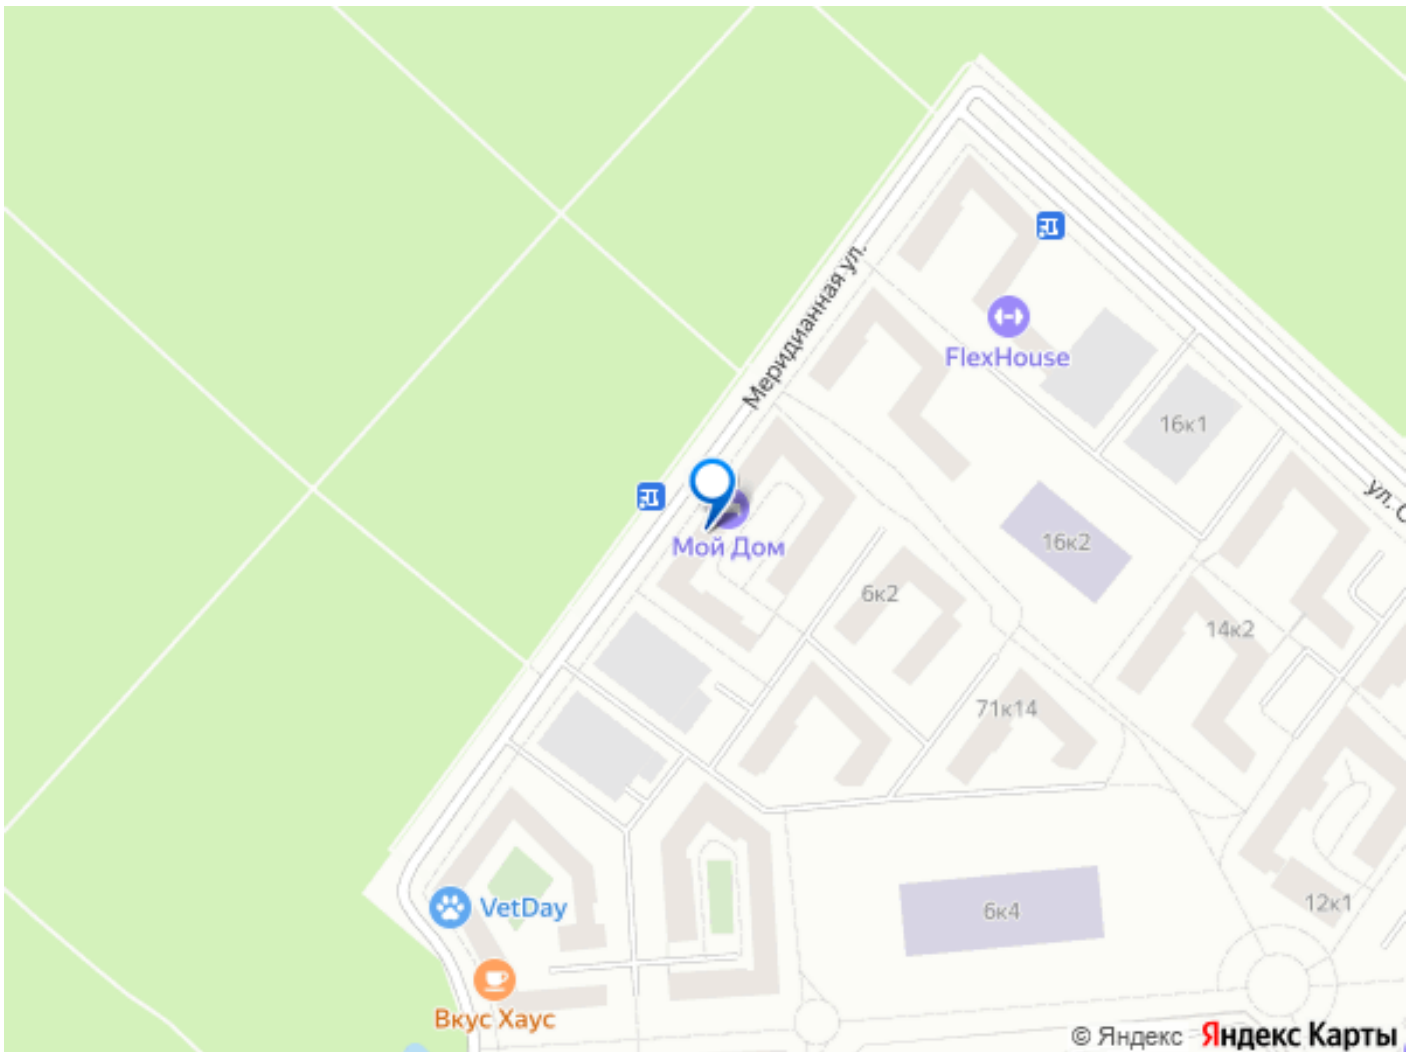 Меридианная ул.
FlexHouse
16к1
ул. С
Мой Дом
16к2
6к2
14к2
71к14
VetDay
6к4
12к1
Вкус Хаус
© Яндекс Яндекс Карты